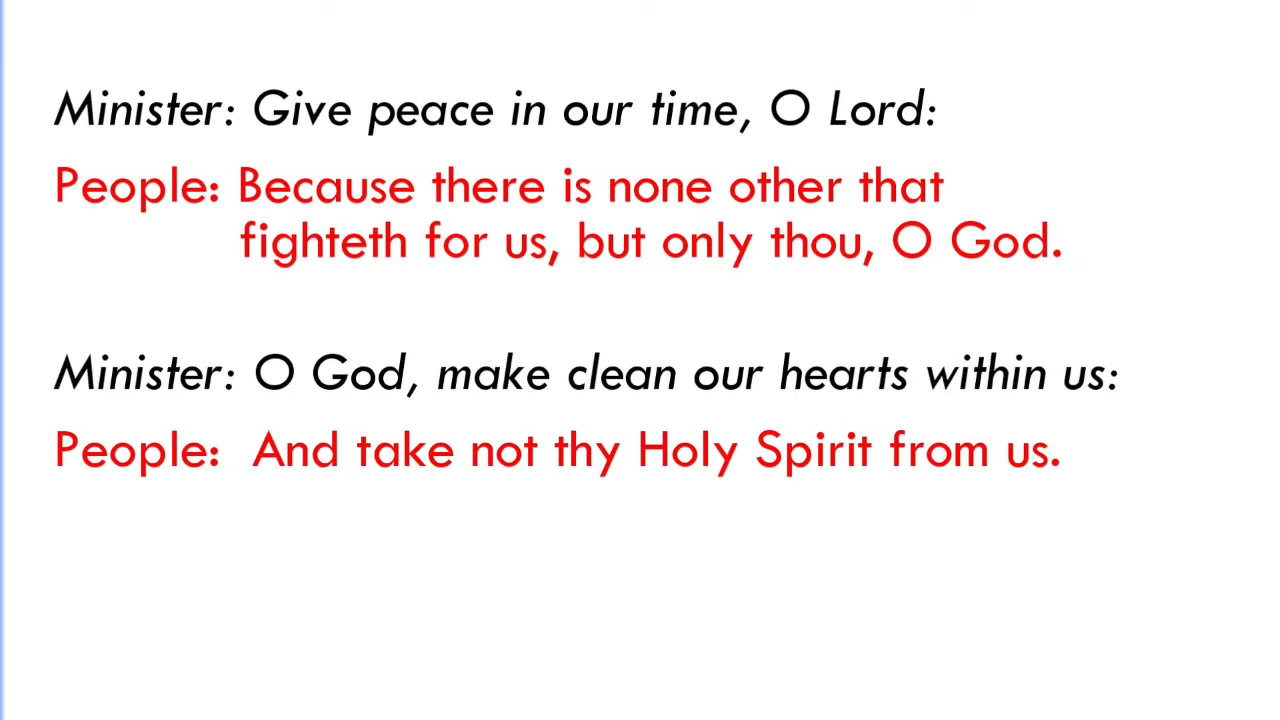 Minister: Give peace in our time, O Lord:
People: Because there is none other that
fighteth for us, but only thou, O God.
Minister: O God, make clean our hearts within us:
People: And take not thy Holy Spirit from us.